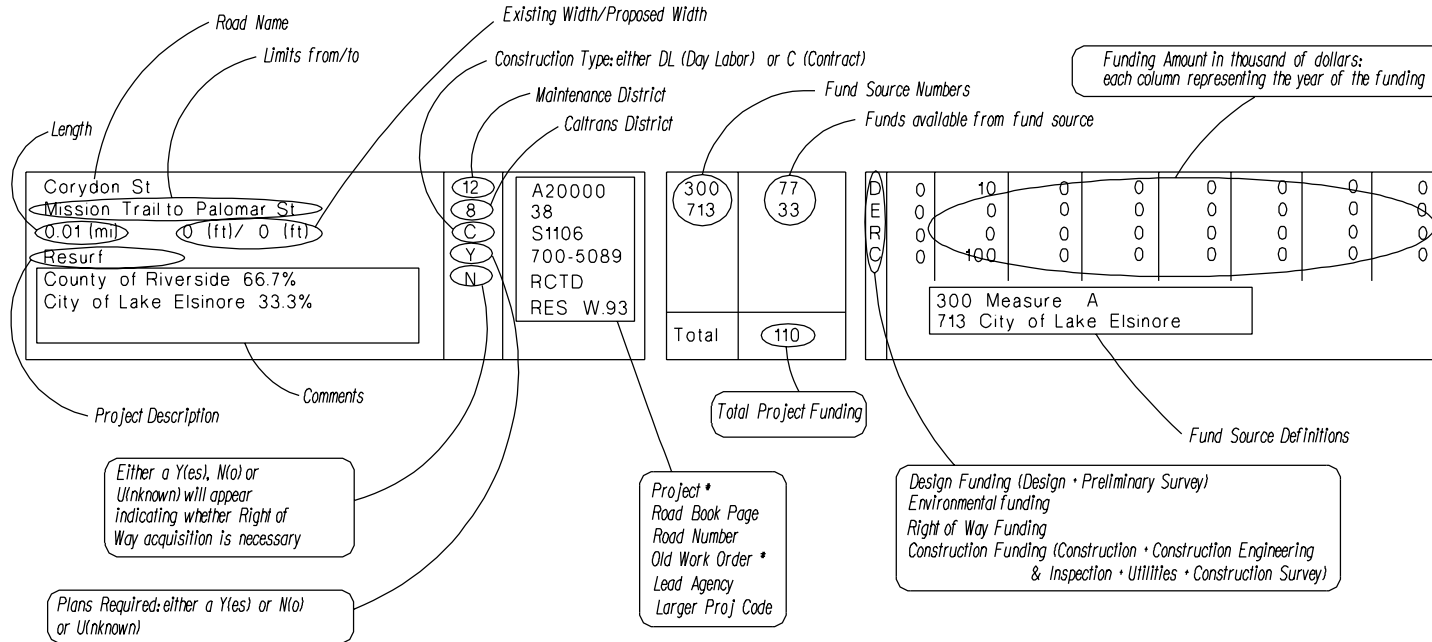 Road Name
Existing Width/Proposed Width
Limits from/to
Construction Type: either DL (Day Labor) or C (Contract)
Funding Amount in thousand of dollars:
each column representing the year of the funding
Maintenance District
Fund Source Numbers
Length
Caltrans District
Funds available from fund source
Corydon St
Mission Trail to Palomar St
0.01 (mi) 0 (ft)/ 0 (ft)
Resurf
County of Riverside 66.7%
City of Lake Elsinore 33.3%
12
8
C
Y
N
A20000
38
S1106
700-5089
RCTD
RES W.93
300 77
713 33
Total 110
D 0 10 0 0 0 0 0 0
E 0 0 0 0 0 0 0 0
R 0 0 0 0 0 0 0 0
C 0 100 0 0 0 0 0 0
300 Measure A
713 City of Lake Elsinore
Comments
Project Description
Total Project Funding
Fund Source Definitions
Either a Y(es), N(o) or
U(nknown) will appear
indicating whether Right of
Way acquisition is necessary
Project *
Road Book Page
Road Number
Old Work Order *
Lead Agency
Larger Proj Code
Design Funding (Design + Preliminary Survey)
Environmental funding
Right of Way Funding
Construction Funding (Construction + Construction Engineering
& Inspection + Utilities + Construction Survey)
Plans Required: either a Y(es) or N(o)
or U(nknown)